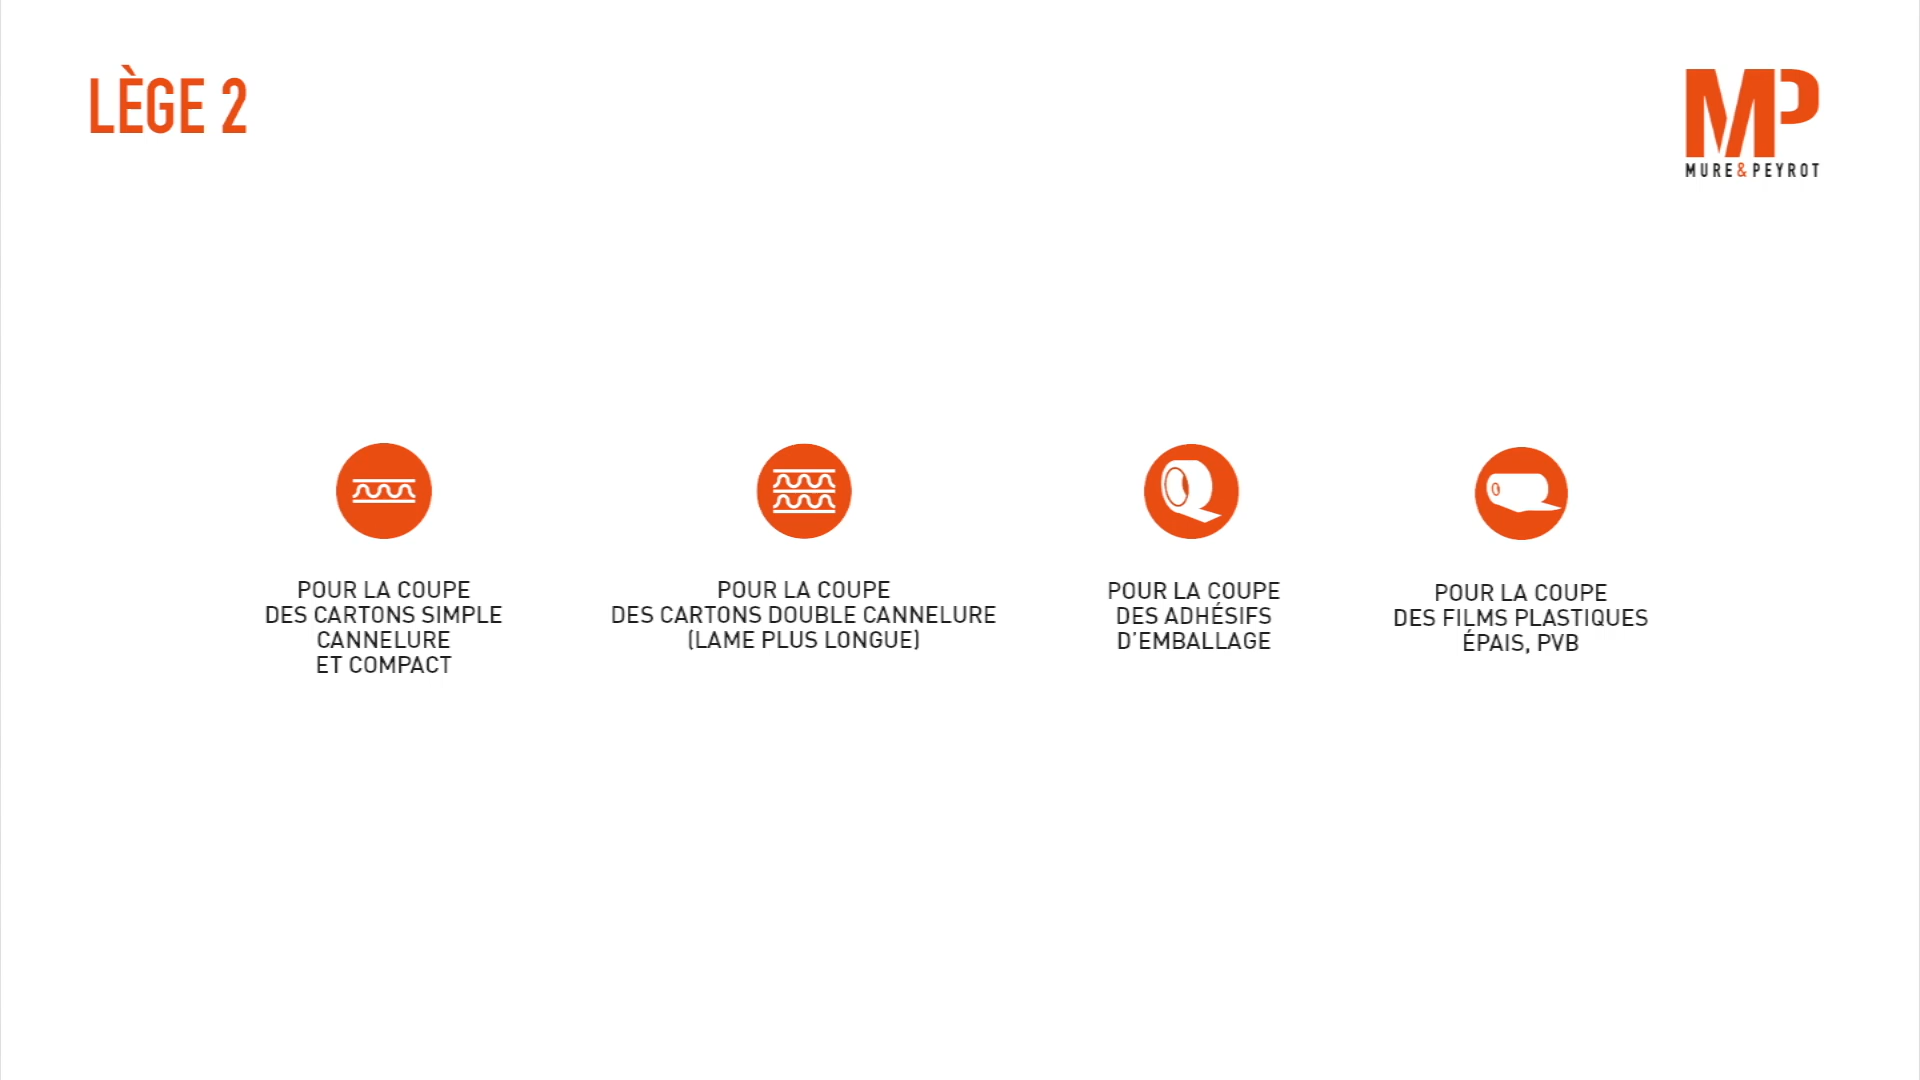 LÈGE 2
MP
MURE&PEYROT
POUR LA COUPE
DES CARTONS SIMPLE
CANNELURE
ET COMPACT
POUR LA COUPE
DES CARTONS DOUBLE CANNELURE
(LAME PLUS LONGUE)
POUR LA COUPE
DES ADHÉSIFS
D'EMBALLAGE
POUR LA COUPE
DES FILMS PLASTIQUES
ÉPAIS, PVB